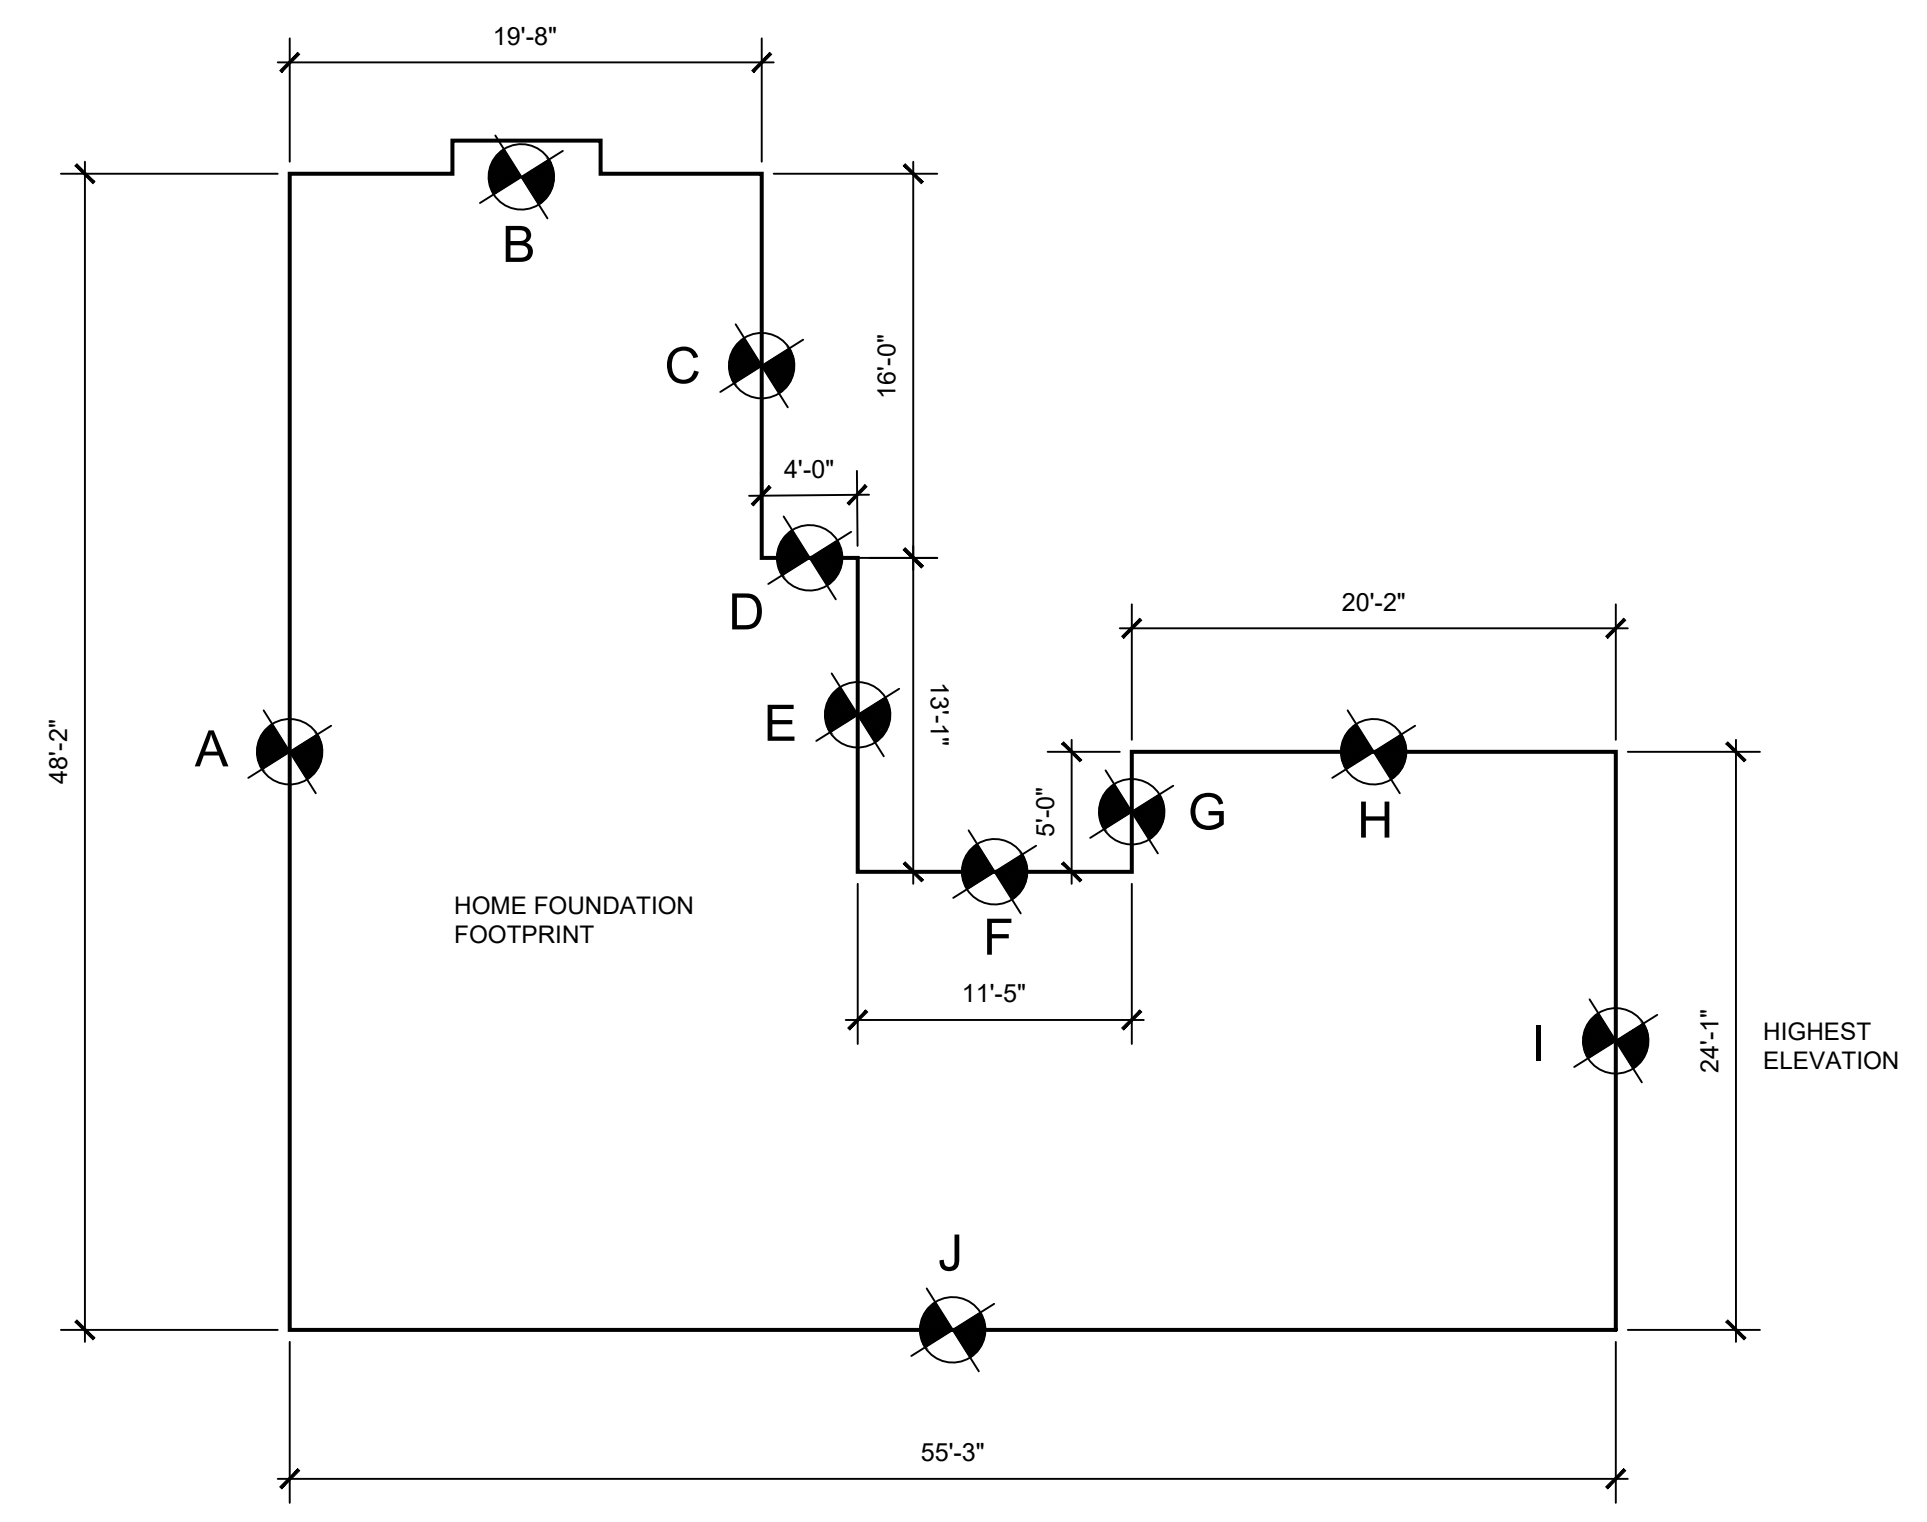 19'-8"
B
C
16'-0"
4'-0"
D
20'-2"
E
13'-1"
A
48'-2"
5'-0"
G
H
HOME FOUNDATION
FOOTPRINT
F
11'-5"
I
24'-1"
HIGHEST
ELEVATION
J
55'-3"